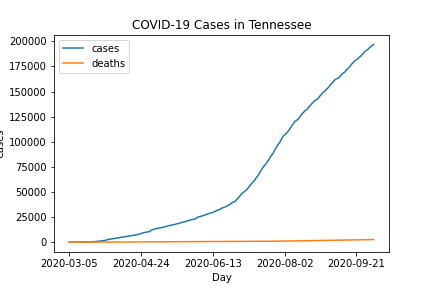 COVID-19 Cases in Tennessee
cases
deaths
200000
175000
150000
125000
100000
75000
50000
25000
0
cases
2020-03-05 2020-04-24 2020-06-13 2020-08-02 2020-09-21
Day